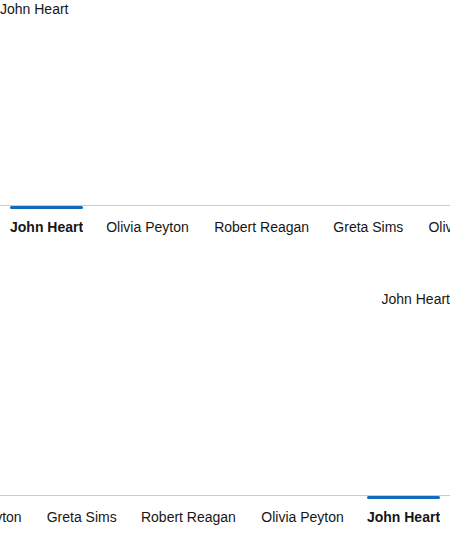 John Heart
John Heart Olivia Peyton Robert Reagan Greta Sims
John Heart
Greta Sims Robert Reagan Olivia Peyton John Heart